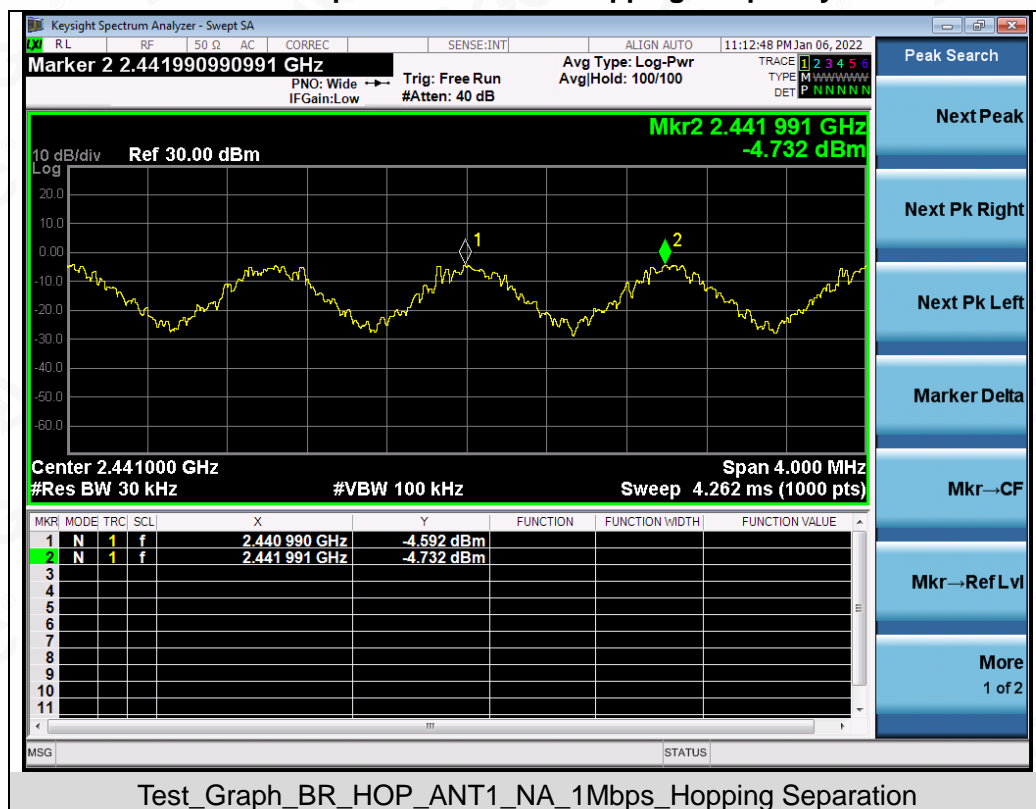 Keysight Spectrum Analyzer - Swept SA
LXI RL RF 50 Ω AC CORREC SENSE:INT ALIGN AUTO 11:12:48 PM Jan 06, 2022
Marker 2 2.441990990991 GHz
PNO: Wide
IFGain:Low
Trig: Free Run
#Atten: 40 dB
Avg Type: Log-Pwr
Avg|Hold: 100/100
TRACE 1 2 3 4 5 6
TYPE M WWWWW
DET P N N N N N
Mkr2 2.441 991 GHz
-4.732 dBm
10 dB/div Ref 30.00 dBm
Log
20.0
10.0
0.00
-10.0
-20.0
-30.0
-40.0
-50.0
-60.0
1
2
Center 2.441000 GHz Span 4.000 MHz
#Res BW 30 kHz #VBW 100 kHz Sweep 4.262 ms (1000 pts)
MKR MODE TRC SCL X Y FUNCTION FUNCTION WIDTH FUNCTION VALUE
1 N 1 f 2.440 990 GHz -4.592 dBm
2 N 1 f 2.441 991 GHz -4.732 dBm
3
4
5
6
7
8
9
10
11
MSG STATUS
Peak Search
Next Peak
Next Pk Right
Next Pk Left
Marker Delta
Mkr→CF
Mkr→Ref Lvl
More
1 of 2
Test_Graph_BR_HOP_ANT1_NA_1Mbps_Hopping Separation